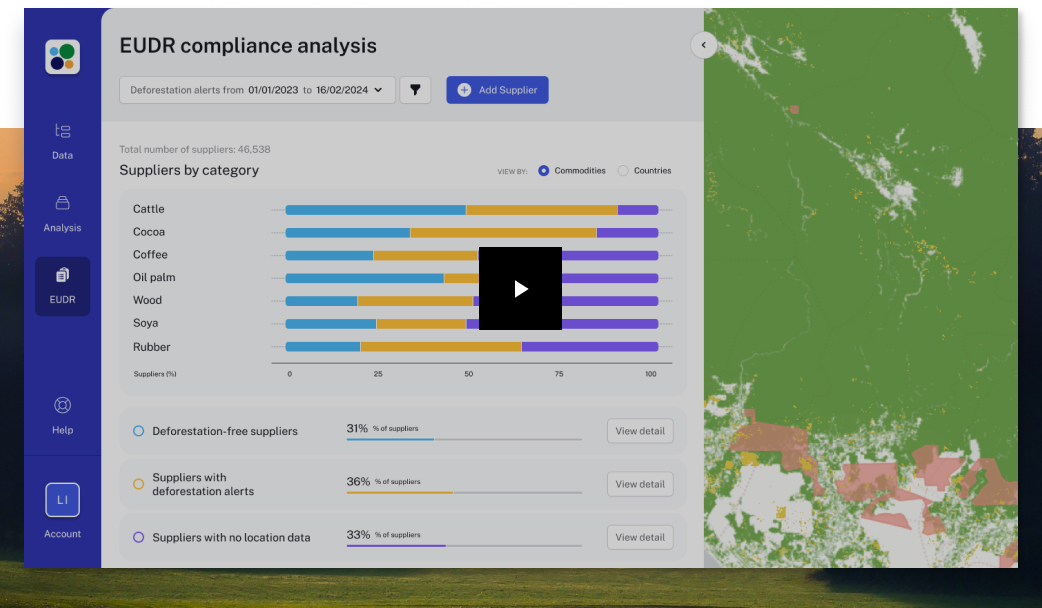 EUDR compliance analysis
Deforestation alerts from 01/01/2023 to 16/02/2024
Add Supplier
Data
Analysis
EUDR
Help
LI
Account
Total number of suppliers: 46,538
Suppliers by category
VIEW BY: Commodities Countries
Cattle
Cocoa
Coffee
Oil palm
Wood
Soya
Rubber
Suppliers (%) 0 25 50 75 100
Deforestation-free suppliers 31% % of suppliers View detail
Suppliers with
deforestation alerts 36% % of suppliers View detail
Suppliers with no location data 33% % of suppliers View detail